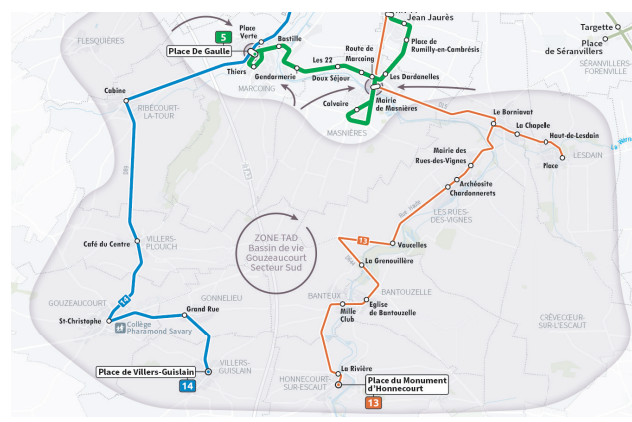 Jean Jaurès
Targette
Place
de Séranvillers
SÉRANVILLERS-
FORENVILLE
FLESQUIÈRES
Place
Verte
5
Place De Gaulle
Bastille
Les 22
Route de
Marcoing
Place de
Rumilly-en-Cambrésis
Thiers
Gendarmerie
Doux Séjour
Les Dardanelles
MARCOING
Cabine
RIBÉCOURT-
LA-TOUR
Calvaire
Mairie
de Masnières
MASNIÈRES
Le Borniavat
La Chapelle
Haut-de-Lesdain
LESDAIN
Place
Mairie des
Rues-des-Vignes
Archéosite
Chardonnerets
Rue Haute
LES RUES-
DES-VIGNES
Café du Centre
VILLERS-
PLOUICH
ZONE TAD
Bassin de vie
Gouzeaucourt
Secteur Sud
13
Vaucelles
La Grenouillère
GOUZEAUCOURT
14
GONNELIEU
Grand Rue
BANTEUX
BANTOUZELLE
St-Christophe
Collège
Pharamond Savary
Mille
Club
Eglise
de Bantouzelle
CRÈVECŒUR-
SUR-L'ESCAUT
Place de Villers-Guislain
14
VILLERS-
GUISLAIN
La Rivière
HONNECOURT-
SUR-ESCAUT
Place du Monument
d'Honnecourt
13